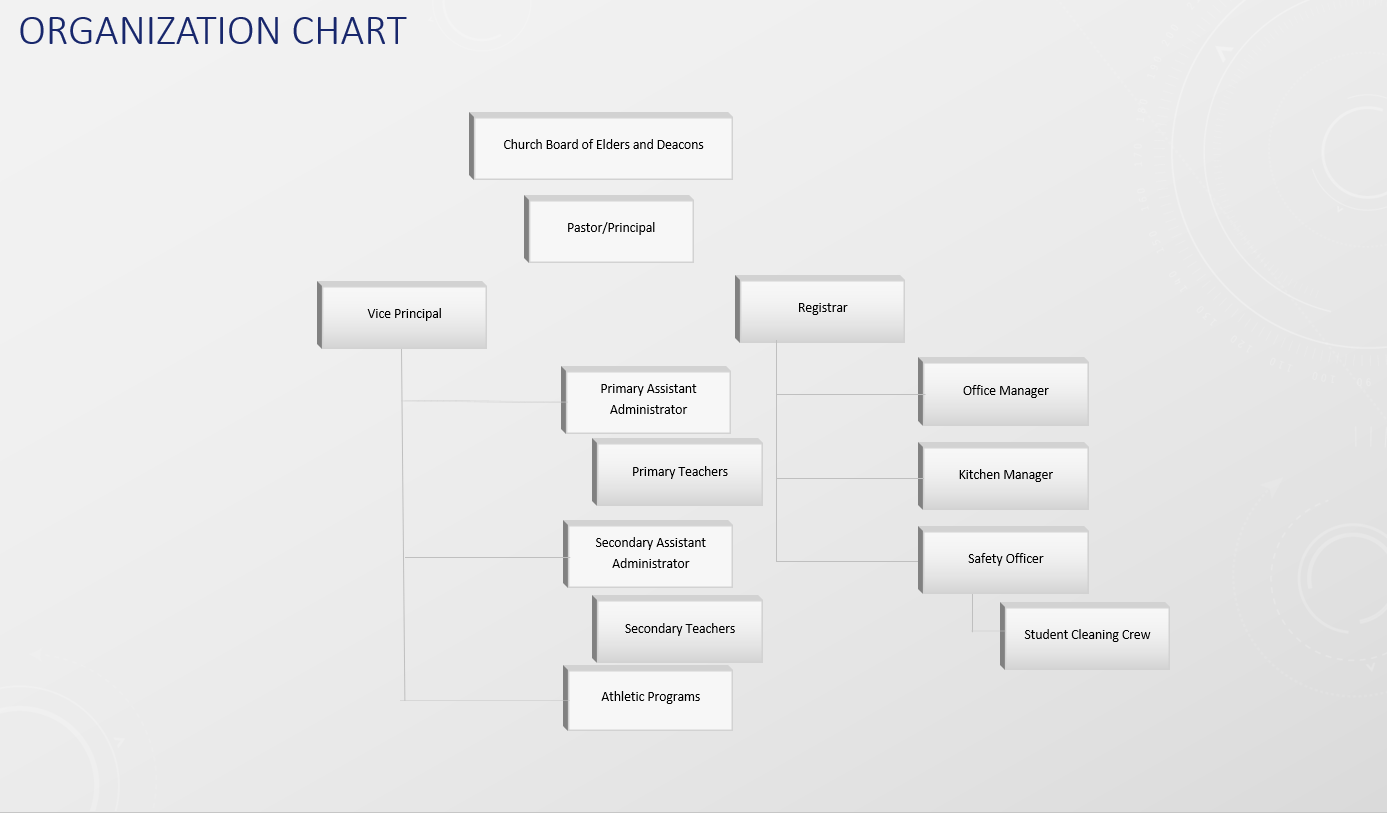 ORGANIZATION CHART
Church Board of Elders and Deacons
Pastor/Principal
Vice Principal
Registrar
Primary Assistant
Administrator
Primary Teachers
Secondary Assistant
Administrator
Secondary Teachers
Athletic Programs
Office Manager
Kitchen Manager
Safety Officer
Student Cleaning Crew